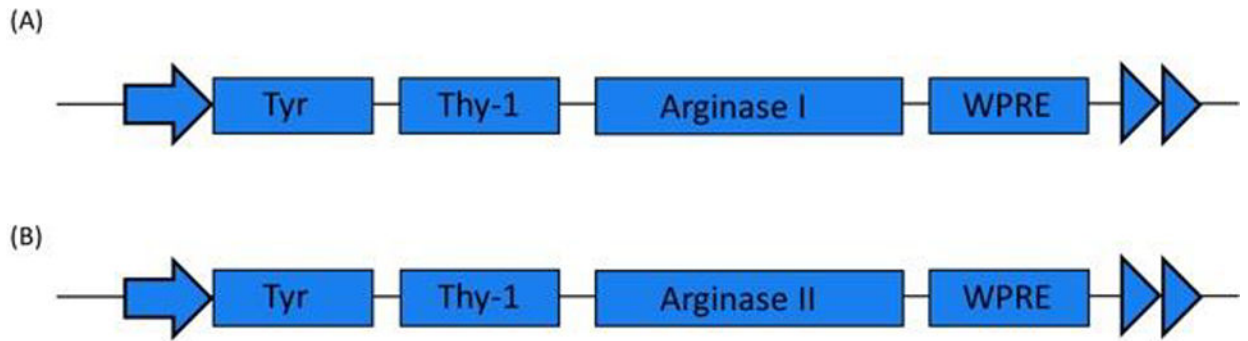 (A)
Tyr Thy-1 Arginase I WPRE
(B)
Tyr Thy-1 Arginase II WPRE